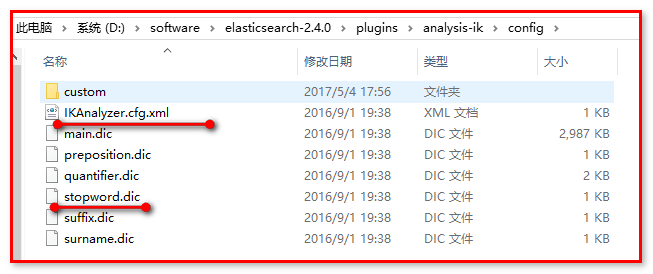 此电脑 › 系统 (D:) › software › elasticsearch-2.4.0 › plugins › analysis-ik › config ›
名称 修改日期 类型 大小
custom 2017/5/4 17:56 文件夹
IKAnalyzer.cfg.xml 2016/9/1 19:38 XML 文档 1 KB
main.dic 2016/9/1 19:38 DIC 文件 2,987 KB
preposition.dic 2016/9/1 19:38 DIC 文件 1 KB
quantifier.dic 2016/9/1 19:38 DIC 文件 2 KB
stopword.dic 2016/9/1 19:38 DIC 文件 1 KB
suffix.dic 2016/9/1 19:38 DIC 文件 1 KB
surname.dic 2016/9/1 19:38 DIC 文件 1 KB